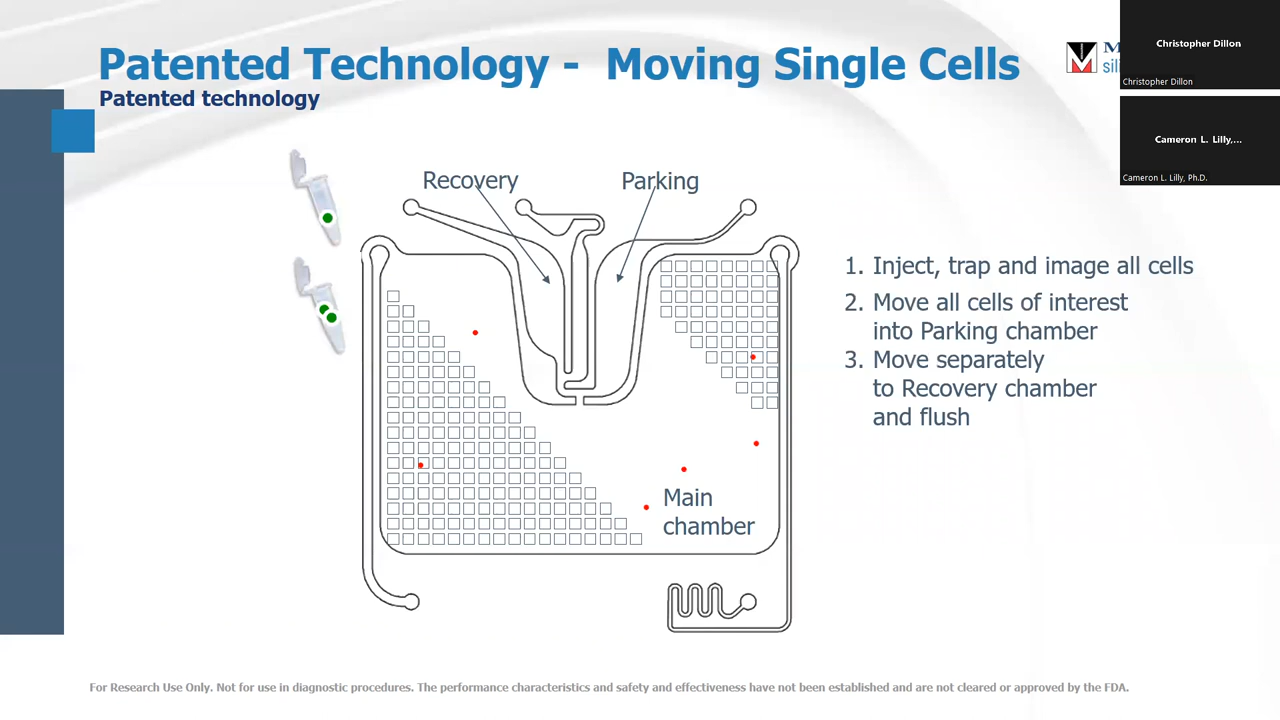 Patented Technology - Moving Single Cells
Patented technology
Christopher Dillon
Christopher Dillon
Cameron L. Lilly,...
Cameron L. Lilly, Ph.D.
Recovery
Parking
1. Inject, trap and image all cells
2. Move all cells of interest
into Parking chamber
3. Move separately
to Recovery chamber
and flush
Main
chamber
For Research Use Only. Not for use in diagnostic procedures. The performance characteristics and safety and effectiveness have not been established and are not cleared or approved by the FDA.